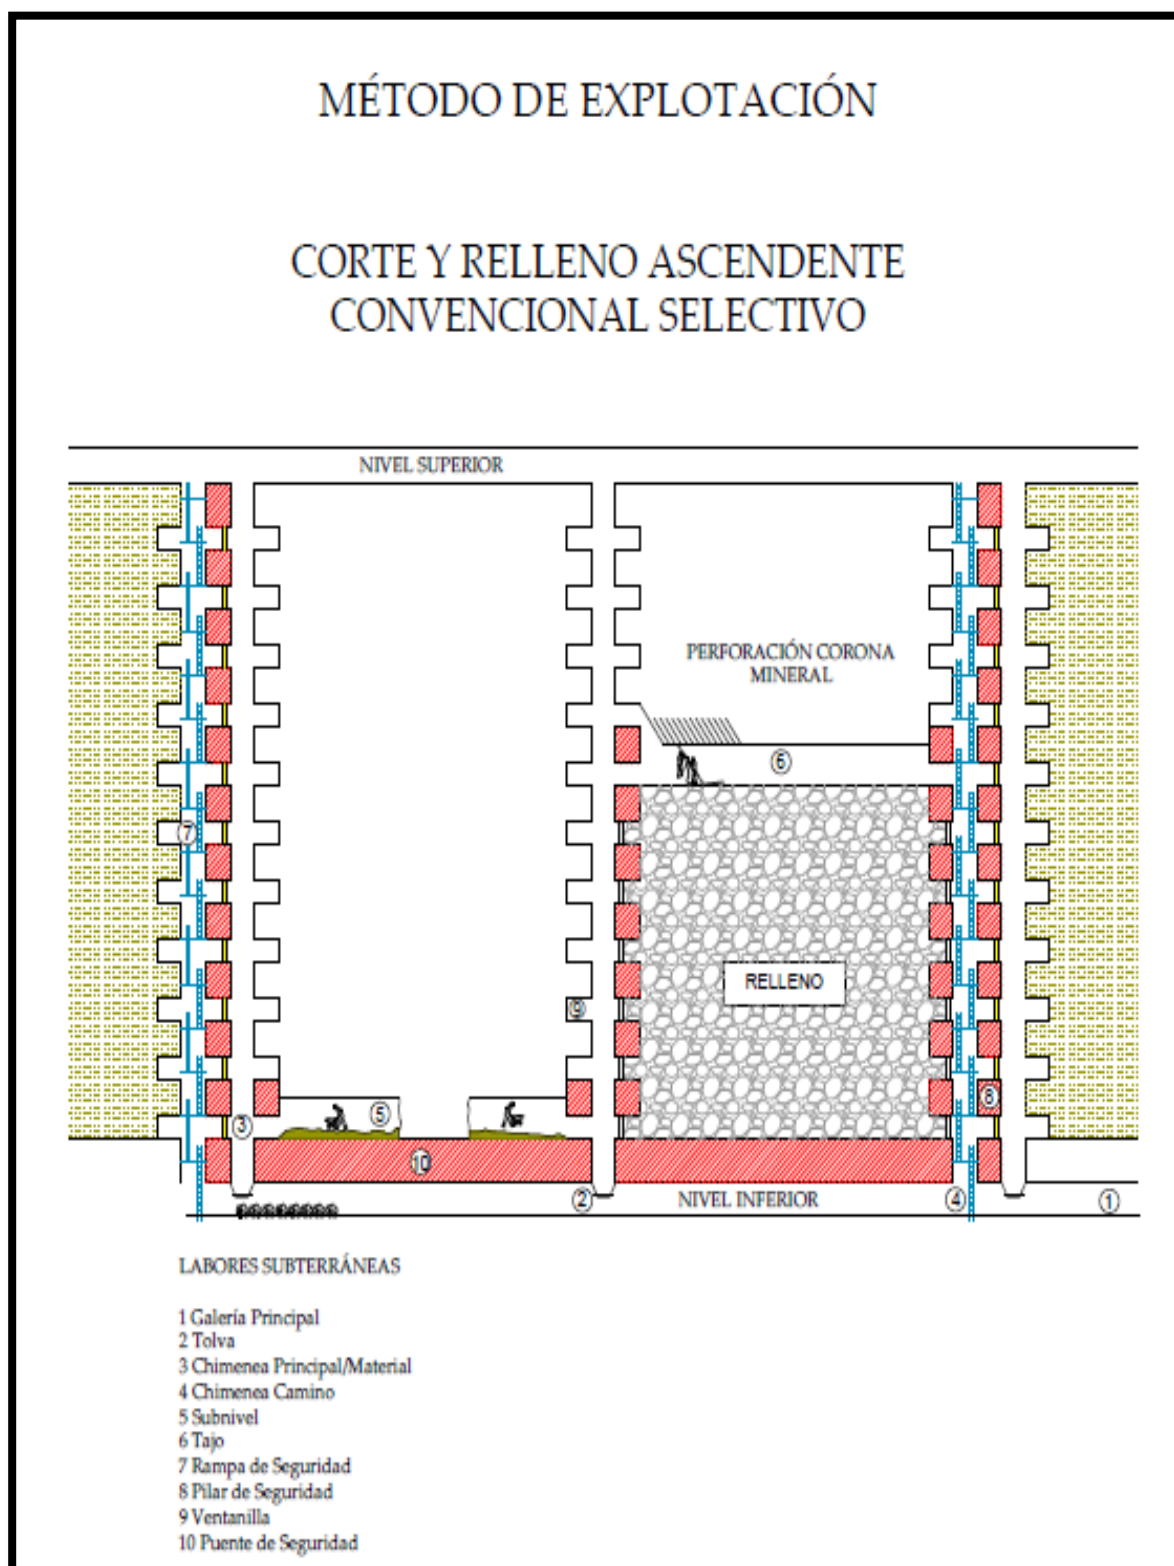 MÉTODO DE EXPLOTACIÓN
CORTE Y RELLENO ASCENDENTE
CONVENCIONAL SELECTIVO
NIVEL SUPERIOR
PERFORACIÓN CORONA
MINERAL
6
7
RELLENO
9
8
5
3
10
2
NIVEL INFERIOR
4
1
LABORES SUBTERRÁNEAS
1 Galería Principal
2 Tolva
3 Chimenea Principal/Material
4 Chimenea Camino
5 Subnivel
6 Tajo
7 Rampa de Seguridad
8 Pilar de Seguridad
9 Ventanilla
10 Puente de Seguridad